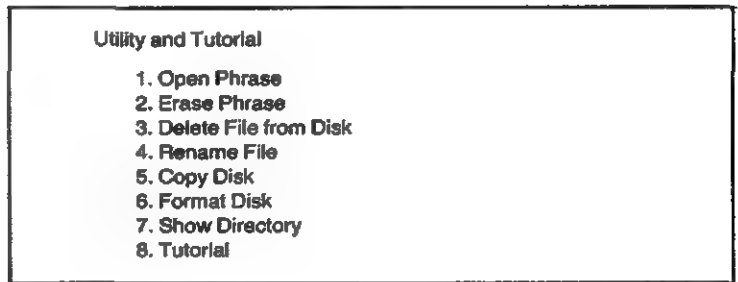 Utility and Tutorial
1. Open Phrase
2. Erase Phrase
3. Delete File from Disk
4. Rename File
5. Copy Disk
6. Format Disk
7. Show Directory
8. Tutorial